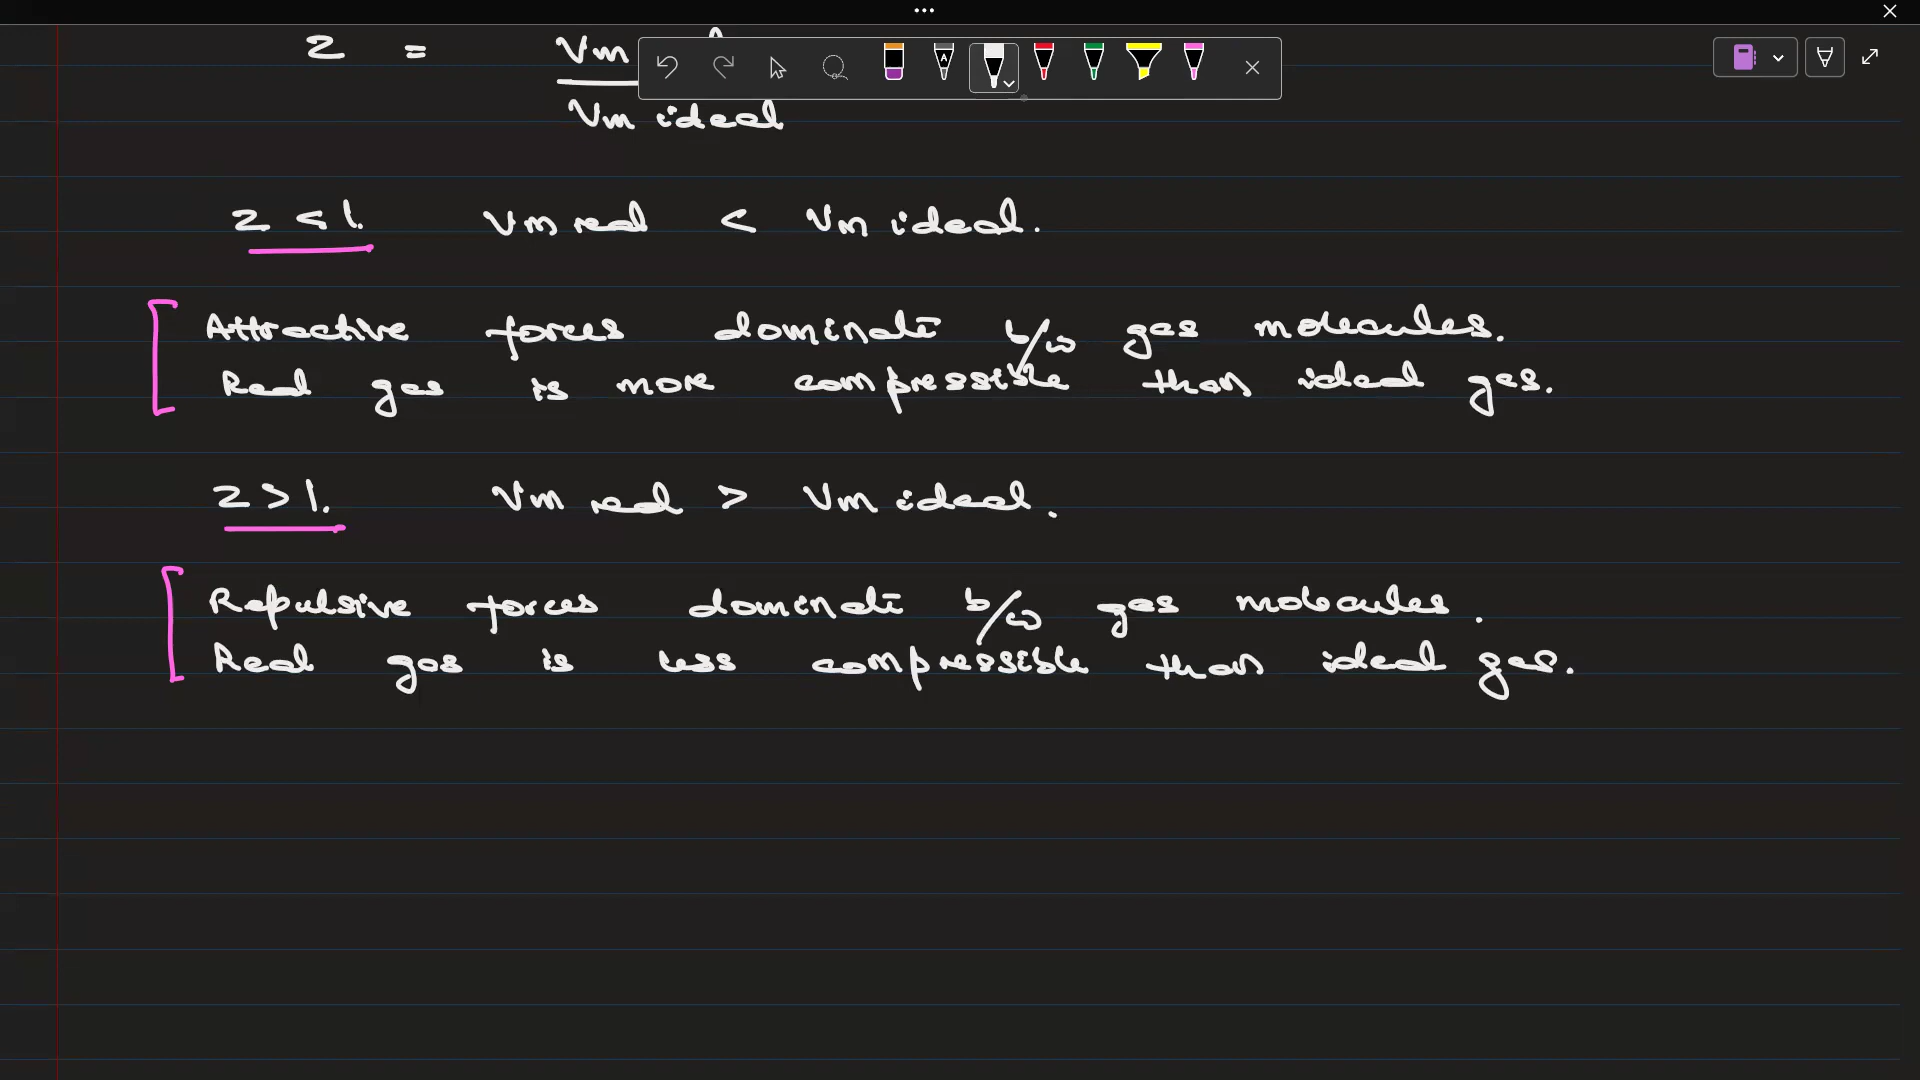 Z = Vm
Vm ideal
Z < 1. Vm real < Vm ideal.
Attractive forces dominate b/w gas molecules.
Real gas is more compressible than ideal gas.
Z > 1. Vm real > Vm ideal.
Repulsive forces dominate b/w gas molecules.
Real gas is less compressible than ideal gas.